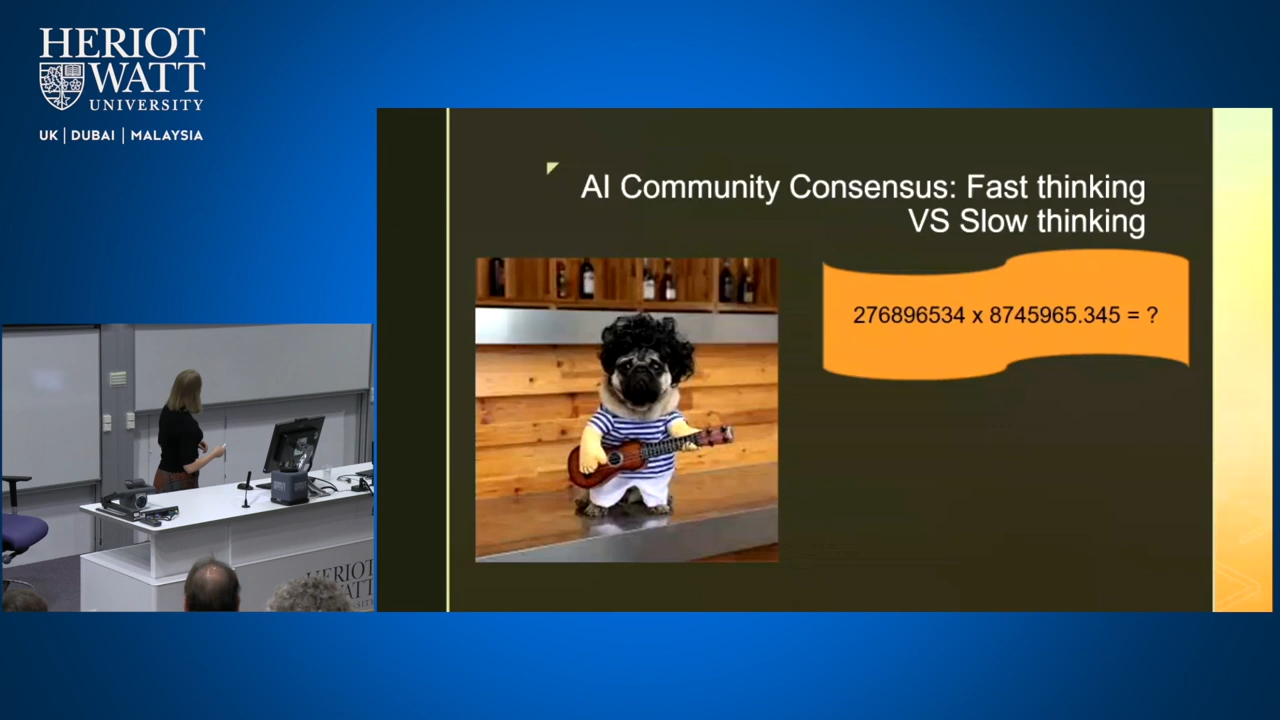 HERIOT
WATT
UNIVERSITY
UK | DUBAI | MALAYSIA
AI Community Consensus: Fast thinking
VS Slow thinking
276896534 x 8745965.345 = ?
HERIOT
WATT